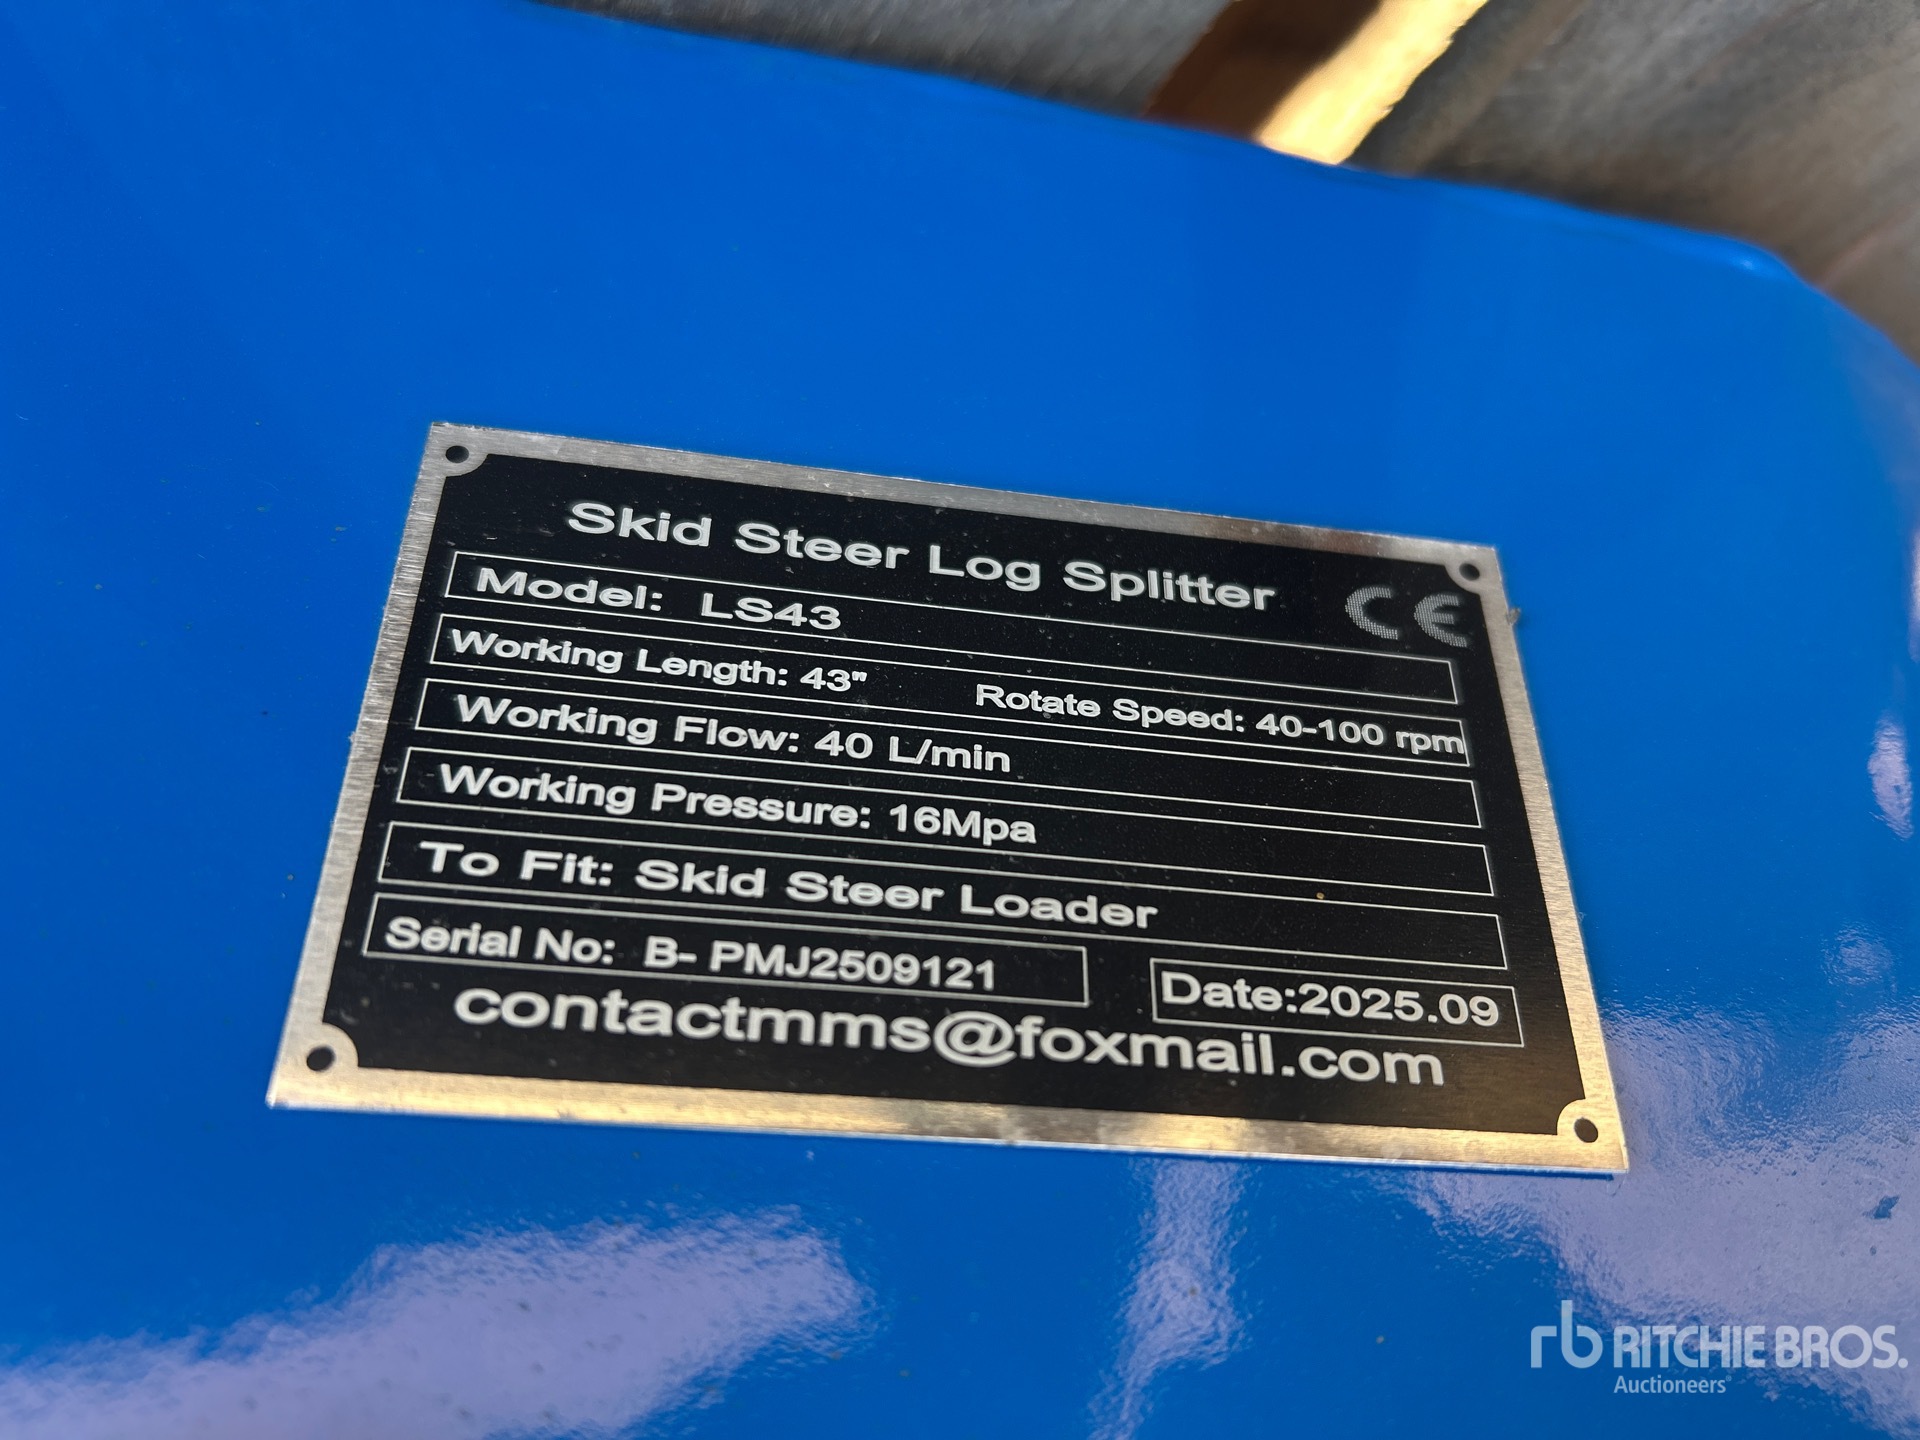 Skid Steer Log Splitter
CE
Model: LS43
Working Length: 43" Rotate Speed: 40-100 rpm
Working Flow: 40 L/min
Working Pressure: 16Mpa
To Fit: Skid Steer Loader
Serial No: B- PMJ2509121 Date:2025.09
contactmms@foxmail.com
rb RITCHIE BROS.
Auctioneers